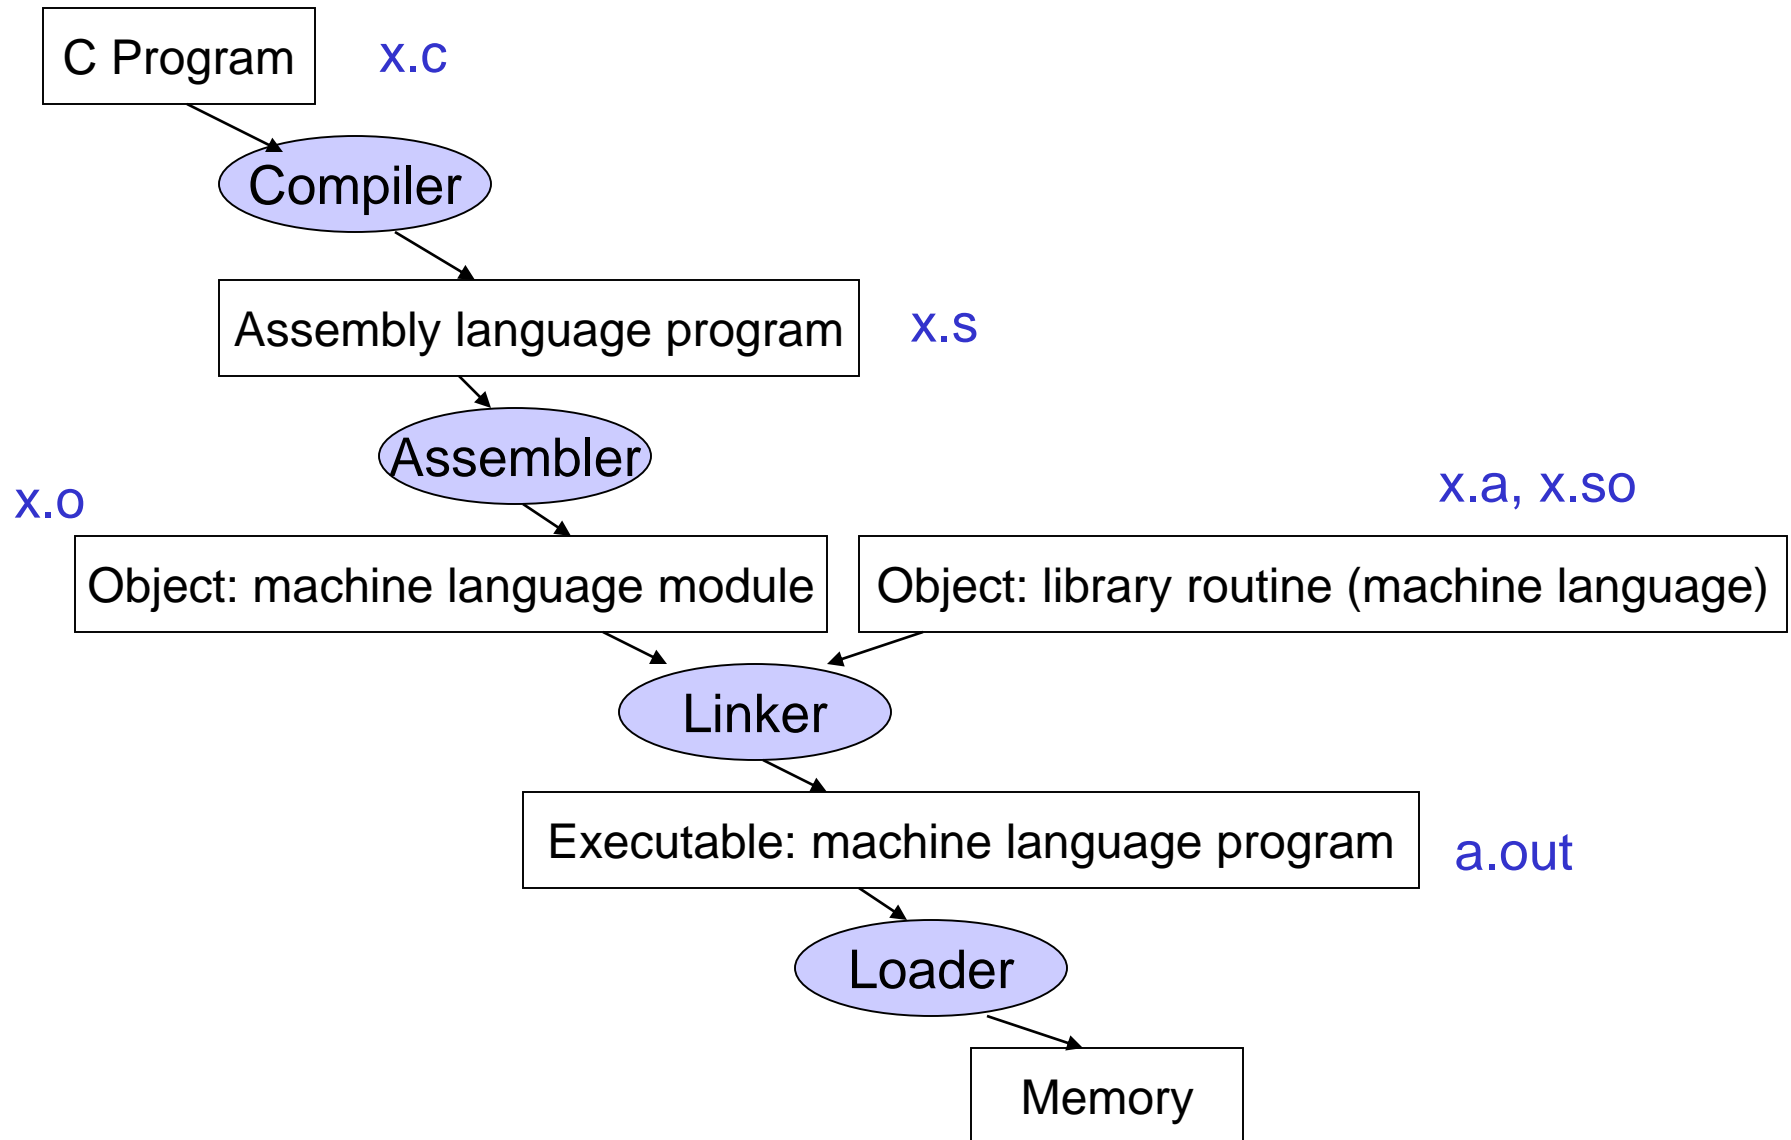 C Program
x.c
Compiler
Assembly language program
x.s
Assembler
x.o
x.a, x.so
Object: machine language module
Object: library routine (machine language)
Linker
Executable: machine language program
a.out
Loader
Memory